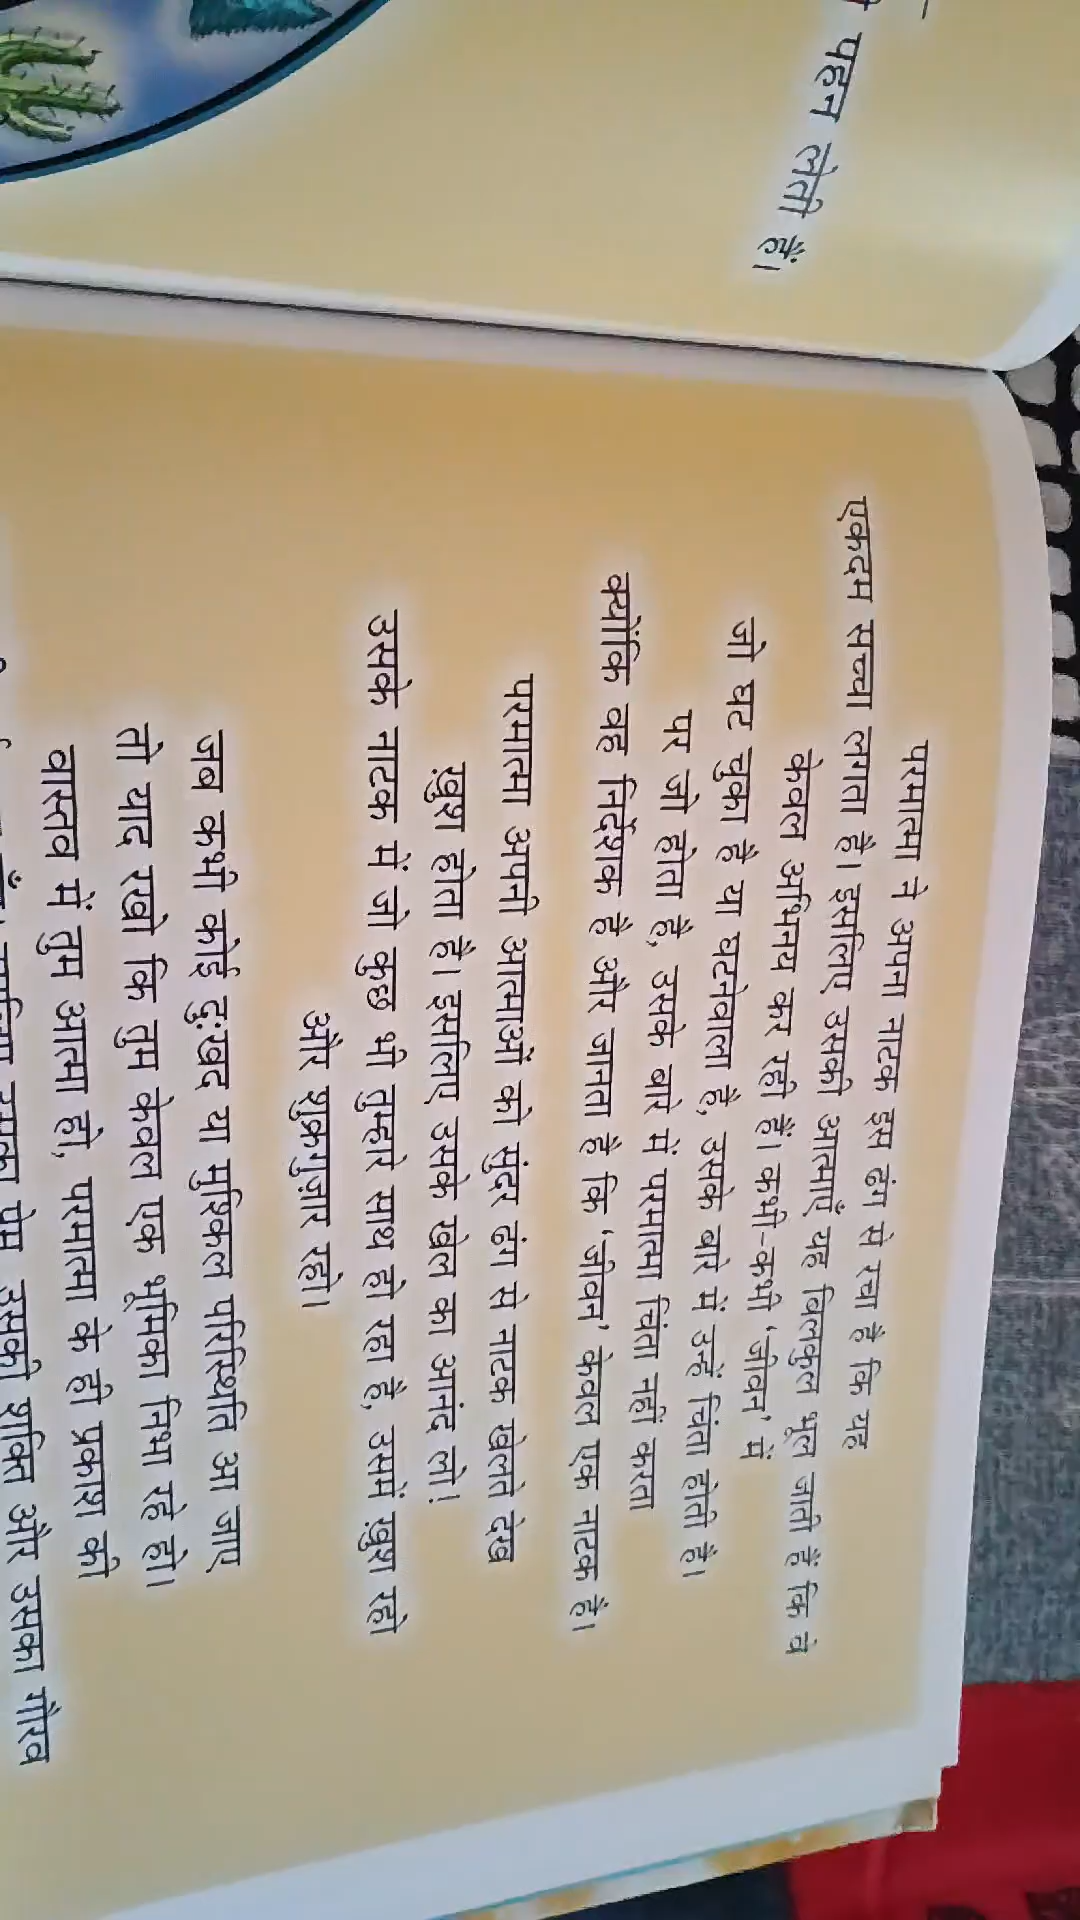 पहन लेती हैं।
परमात्मा ने अपना नाटक इस ढंग से रचा है कि यह
एकदम सच्चा लगता है। इसलिए उसकी आत्माएँ यह बिलकुल भूल जाती हैं कि वे
केवल अभिनय कर रही हैं। कभी-कभी ‘जीवन’ में
जो घट चुका है या घटनेवाला है, उसके बारे में उन्हें चिंता होती है।
पर जो होता है, उसके बारे में परमात्मा चिंता नहीं करता
क्योंकि वह निर्देशक है और जानता है कि ‘जीवन’ केवल एक नाटक है।
परमात्मा अपनी आत्माओं को सुंदर ढंग से नाटक खेलते देख
ख़ुश होता है। इसलिए उसके खेल का आनंद लो!
उसके नाटक में जो कुछ भी तुम्हारे साथ हो रहा है, उसमें ख़ुश रहो
और शुक्रगुज़ार रहो।
जब कभी कोई दुःखद या मुश्किल परिस्थिति आ जाए
तो याद रखो कि तुम केवल एक भूमिका निभा रहे हो।
वास्तव में तुम आत्मा हो, परमात्मा के ही प्रकाश की
प्रेम उसकी शक्ति और उसका गौरव